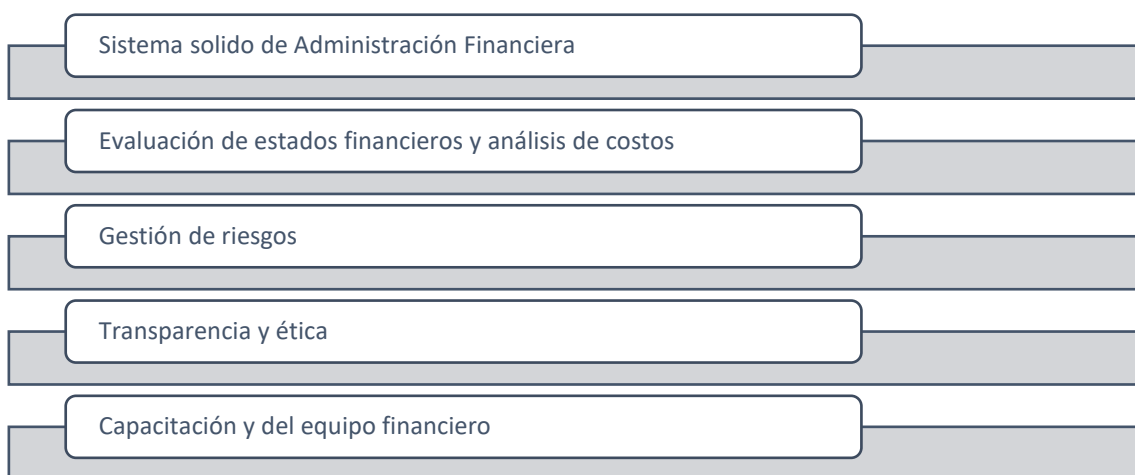 Sistema solido de Administración Financiera
Evaluación de estados financieros y análisis de costos
Gestión de riesgos
Transparencia y ética
Capacitación y del equipo financiero